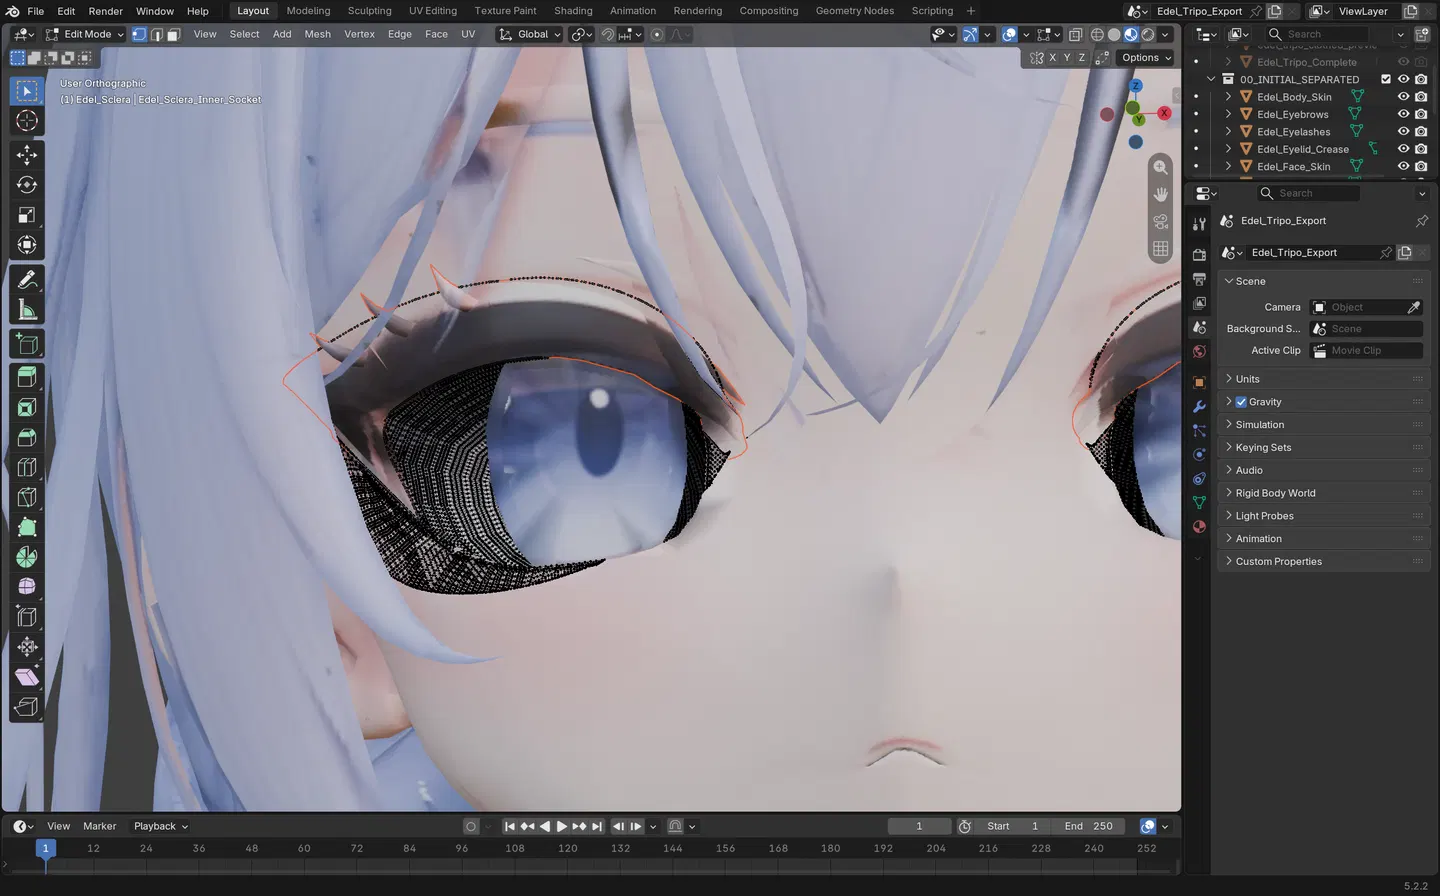 File Edit Render Window Help Layout Modeling Sculpting UV Editing Texture Paint Shading Animation Rendering Compositing Geometry Nodes Scripting + Edel_Tripo_Export ViewLayer
Edit Mode View Select Add Mesh Vertex Edge Face UV Global Search
X Y Z Options
User Orthographic
(1) Edel_Sclera | Edel_Sclera_Inner_Socket
Z
X
Y
Edel_Tripo_Complete
00_INITIAL_SEPARATED
Edel_Body_Skin
Edel_Eyebrows
Edel_Eyelashes
Edel_Eyelid_Crease
Edel_Face_Skin
Search
Edel_Tripo_Export
Edel_Tripo_Export
Scene
Camera Object
Background S... Scene
Active Clip Movie Clip
Units
Gravity
Simulation
Keying Sets
Audio
Rigid Body World
Light Probes
Animation
Custom Properties
View Marker Playback 1 Start 1 End 250
1 12 24 36 48 60 72 84 96 108 120 132 144 156 168 180 192 204 216 228 240 252
5.2.2